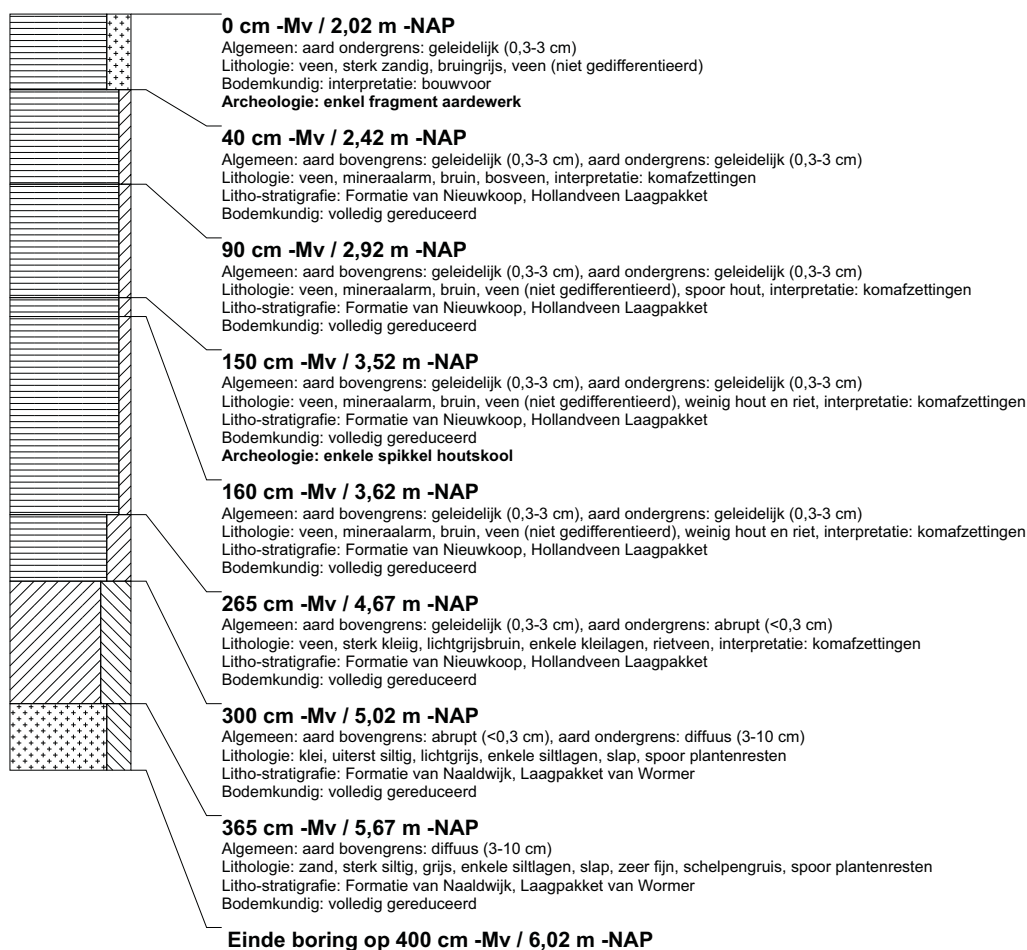 0 cm -Mv / 2,02 m -NAP
Algemeen: aard ondergrens: geleidelijk (0,3-3 cm)
Lithologie: veen, sterk zandig, bruingrijs, veen (niet gedifferentieerd)
Bodemkundig: interpretatie: bouwvoor
Archeologie: enkel fragment aardewerk
40 cm -Mv / 2,42 m -NAP
Algemeen: aard bovengrens: geleidelijk (0,3-3 cm), aard ondergrens: geleidelijk (0,3-3 cm)
Lithologie: veen, mineraalarm, bruin, bosveen, interpretatie: komafzettingen
Litho-stratigrafie: Formatie van Nieuwkoop, Hollandveen Laagpakket
Bodemkundig: volledig gereduceerd
90 cm -Mv / 2,92 m -NAP
Algemeen: aard bovengrens: geleidelijk (0,3-3 cm), aard ondergrens: geleidelijk (0,3-3 cm)
Lithologie: veen, mineraalarm, bruin, veen (niet gedifferentieerd), spoor hout, interpretatie: komafzettingen
Litho-stratigrafie: Formatie van Nieuwkoop, Hollandveen Laagpakket
Bodemkundig: volledig gereduceerd
150 cm -Mv / 3,52 m -NAP
Algemeen: aard bovengrens: geleidelijk (0,3-3 cm), aard ondergrens: geleidelijk (0,3-3 cm)
Lithologie: veen, mineraalarm, bruin, veen (niet gedifferentieerd), weinig hout en riet, interpretatie: komafzettingen
Litho-stratigrafie: Formatie van Nieuwkoop, Hollandveen Laagpakket
Bodemkundig: volledig gereduceerd
Archeologie: enkele spikkel houtskool
160 cm -Mv / 3,62 m -NAP
Algemeen: aard bovengrens: geleidelijk (0,3-3 cm), aard ondergrens: geleidelijk (0,3-3 cm)
Lithologie: veen, mineraalarm, bruin, veen (niet gedifferentieerd), weinig hout en riet, interpretatie: komafzettingen
Litho-stratigrafie: Formatie van Nieuwkoop, Hollandveen Laagpakket
Bodemkundig: volledig gereduceerd
265 cm -Mv / 4,67 m -NAP
Algemeen: aard bovengrens: geleidelijk (0,3-3 cm), aard ondergrens: abrupt (<0,3 cm)
Lithologie: veen, sterk kleiig, lichtgrijsbruin, enkele kleilagen, rietveen, interpretatie: komafzettingen
Litho-stratigrafie: Formatie van Nieuwkoop, Hollandveen Laagpakket
Bodemkundig: volledig gereduceerd
300 cm -Mv / 5,02 m -NAP
Algemeen: aard bovengrens: abrupt (<0,3 cm), aard ondergrens: diffuus (3-10 cm)
Lithologie: klei, uiterst siltig, lichtgrijs, enkele siltlagen, slap, spoor plantenresten
Litho-stratigrafie: Formatie van Naaldwijk, Laagpakket van Wormer
Bodemkundig: volledig gereduceerd
365 cm -Mv / 5,67 m -NAP
Algemeen: aard bovengrens: diffuus (3-10 cm)
Lithologie: zand, sterk siltig, grijs, enkele siltlagen, slap, zeer fijn, schelpengruis, spoor plantenresten
Litho-stratigrafie: Formatie van Naaldwijk, Laagpakket van Wormer
Bodemkundig: volledig gereduceerd
Einde boring op 400 cm -Mv / 6,02 m -NAP